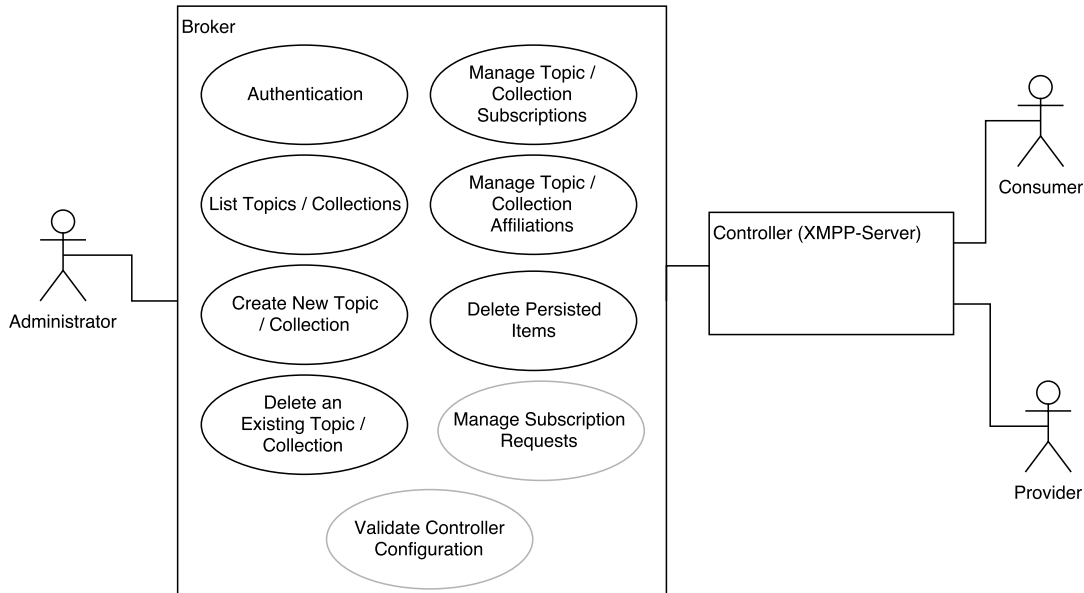 Broker
Authentication
Manage Topic /
Collection
Subscriptions
List Topics / Collections
Manage Topic /
Collection
Affiliations
Create New Topic
/ Collection
Delete Persisted
Items
Delete an
Existing Topic /
Collection
Manage Subscription
Requests
Validate Controller
Configuration
Administrator
Controller (XMPP-Server)
Consumer
Provider